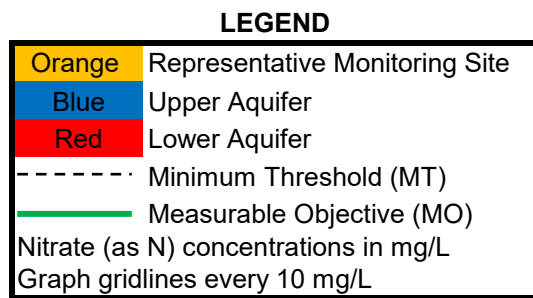 LEGEND
Orange Representative Monitoring Site
Blue Upper Aquifer
Red Lower Aquifer
Minimum Threshold (MT)
Measurable Objective (MO)
Nitrate (as N) concentrations in mg/L
Graph gridlines every 10 mg/L